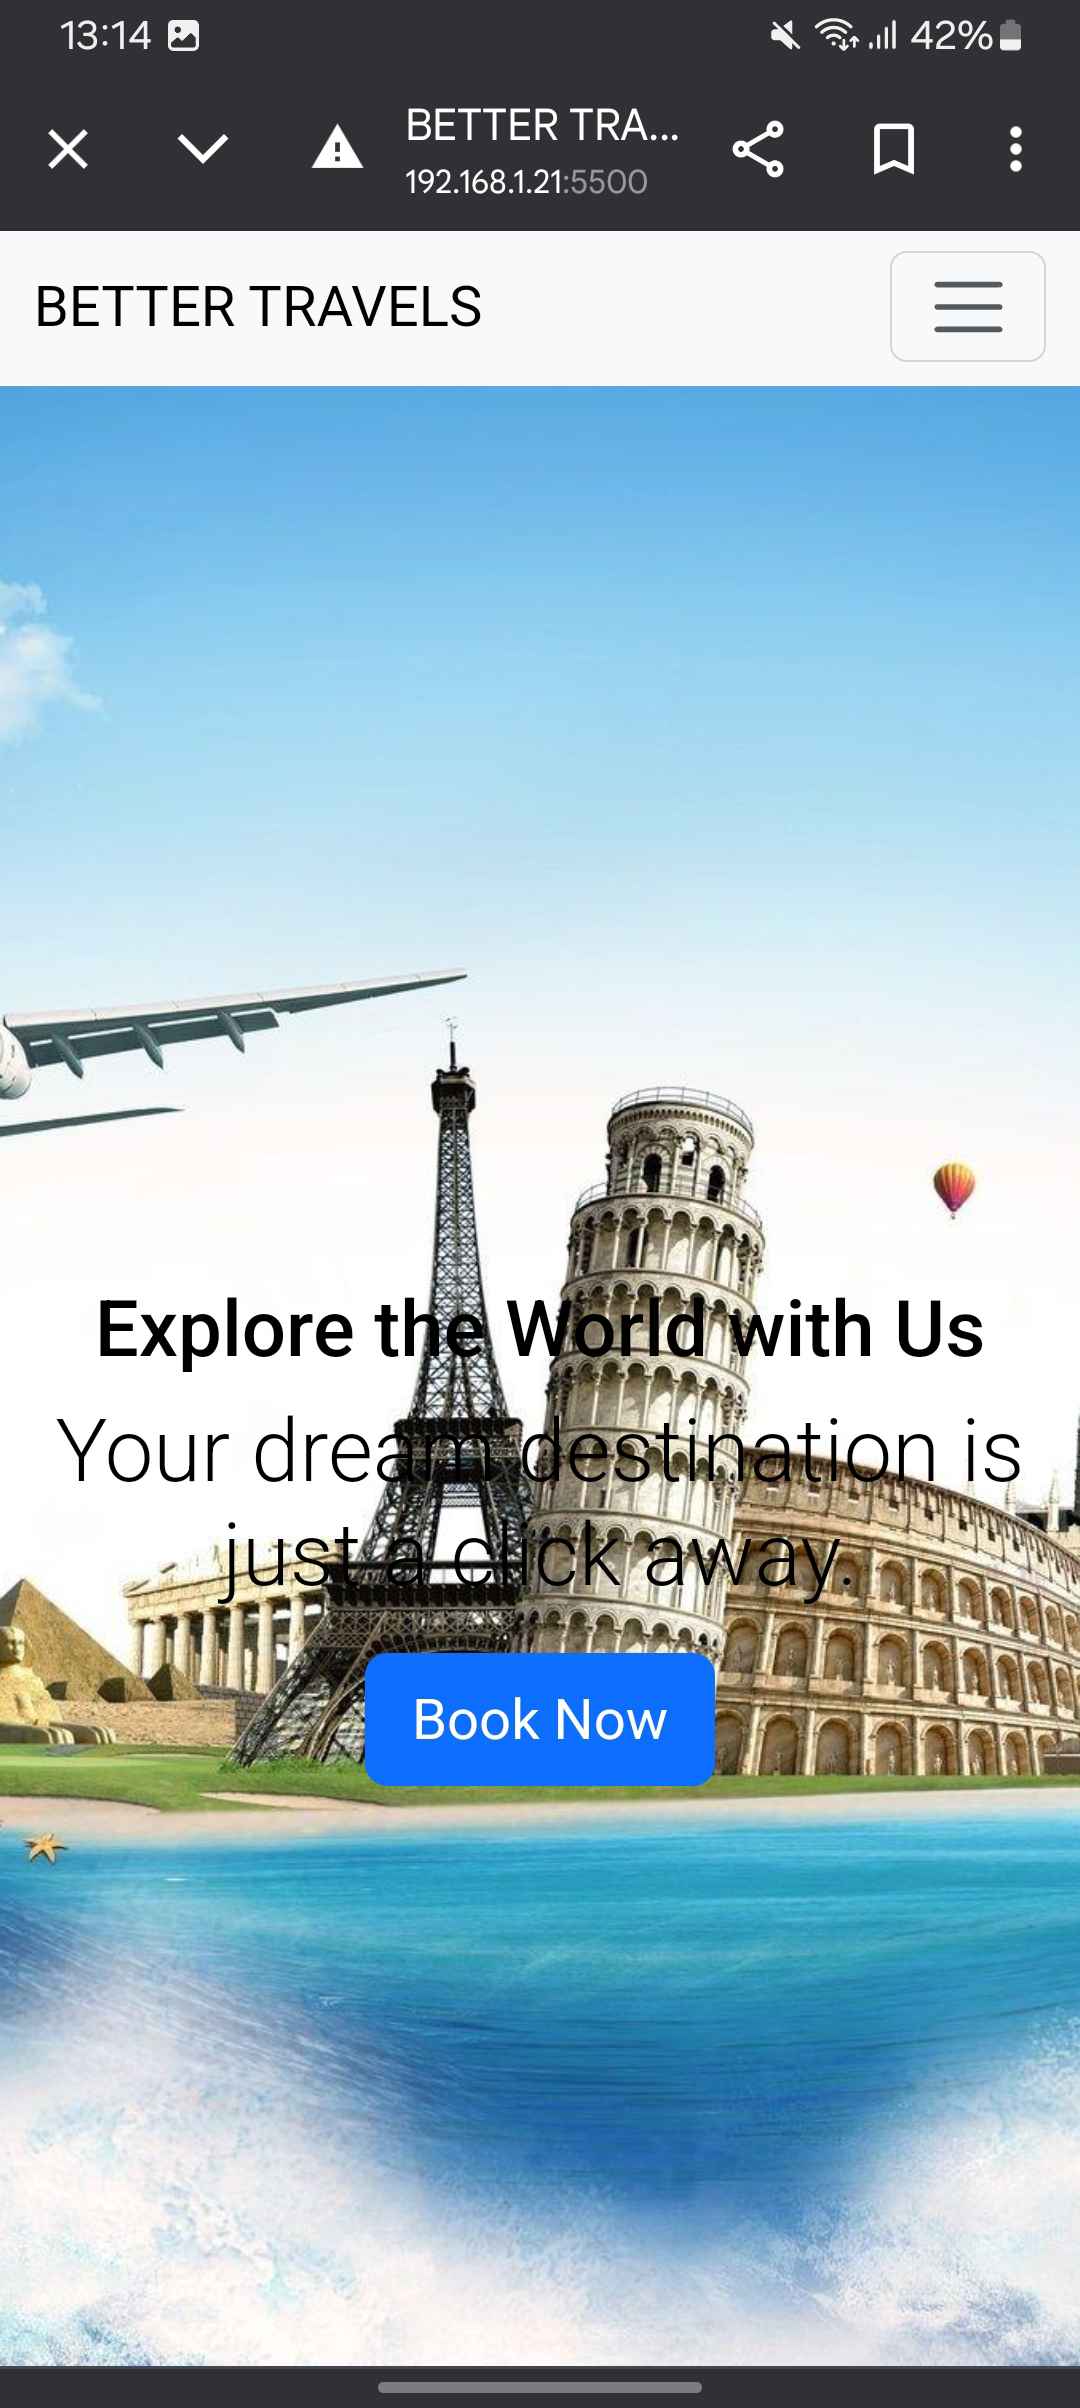 13:14
42%
BETTER TRA...
192.168.1.21:5500
BETTER TRAVELS
Explore the World with Us
Your dream destination is
just a click away.
Book Now